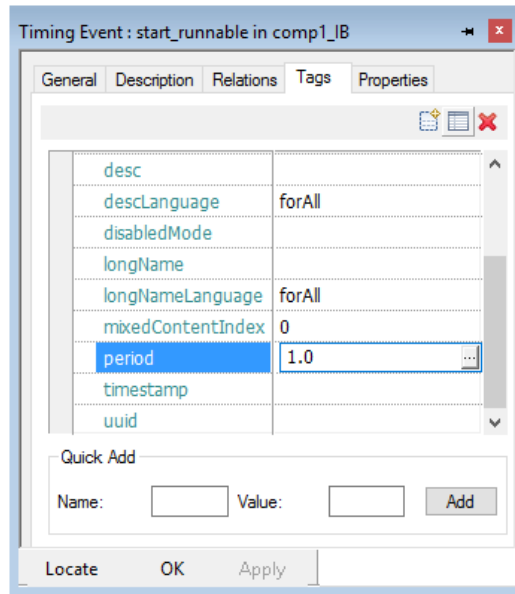 Timing Event : start_runnable in comp1_IB
General Description Relations Tags Properties
desc
descLanguage forAll
disabledMode
longName
longNameLanguage forAll
mixedContentIndex 0
period 1.0 ...
timestamp
uuid
Quick Add
Name: Value: Add
Locate OK Apply